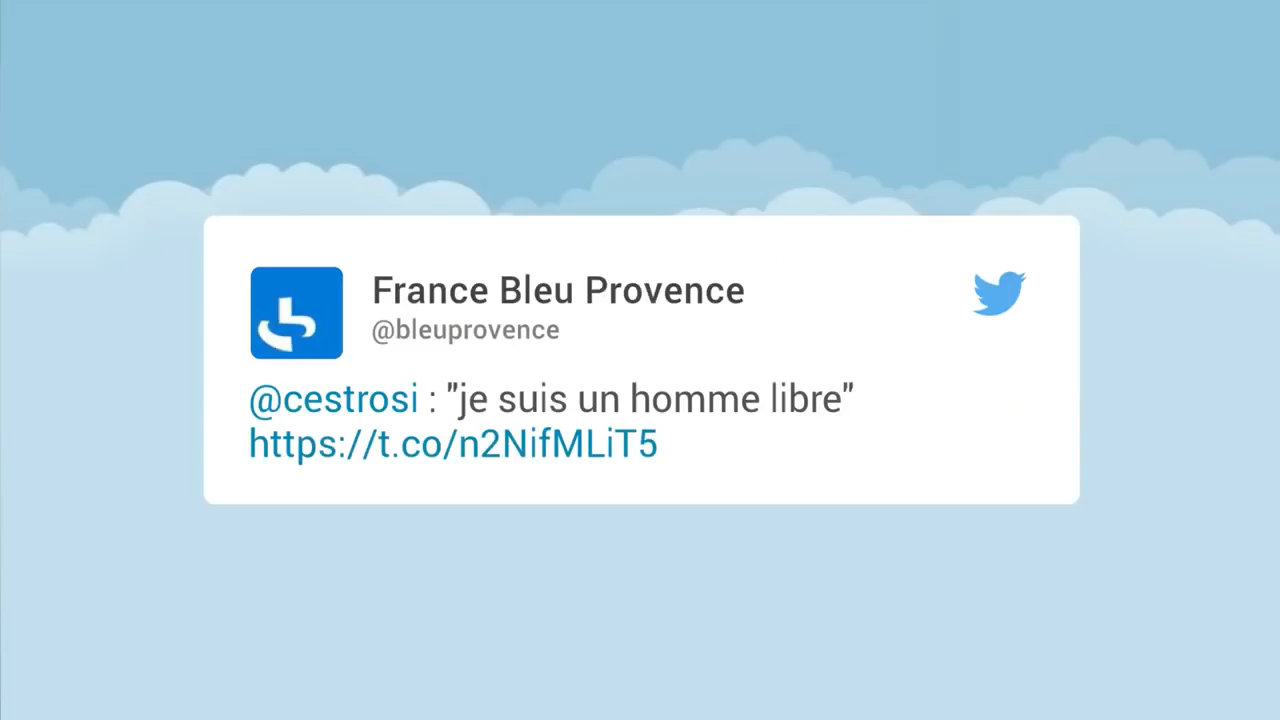 France Bleu Provence
@bleuprovence
@cestrosi : "je suis un homme libre"
https://t.co/n2NifMLiT5